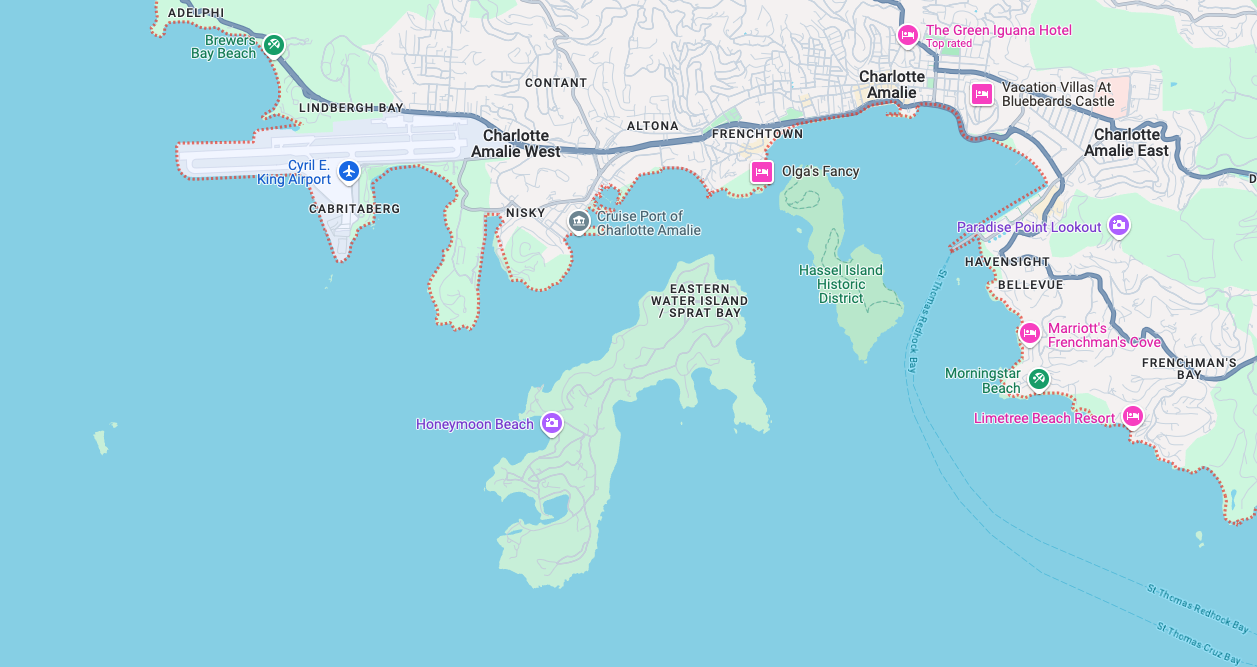 ADELPHI
Brewers
Bay Beach
The Green Iguana Hotel
Top rated
CONTANT
Charlotte
Amalie
Vacation Villas At
Bluebeards Castle
LINDBERGH BAY
ALTONA
FRENCHTOWN
Charlotte
Amalie West
Charlotte
Amalie East
Cyril E.
King Airport
Olga's Fancy
D
CABRITABERG
NISKY
Cruise Port of
Charlotte Amalie
Paradise Point Lookout
HAVENSIGHT
Hassel Island
Historic
District
BELLEVUE
EASTERN
WATER ISLAND
/ SPRAT BAY
St Thomas Redhook Bay
Marriott's
Frenchman's Cove
FRENCHMAN'S
BAY
Morningstar
Beach
Honeymoon Beach
Limetree Beach Resort
St Thomas Redhook Bay
St Thomas Cruz Bay